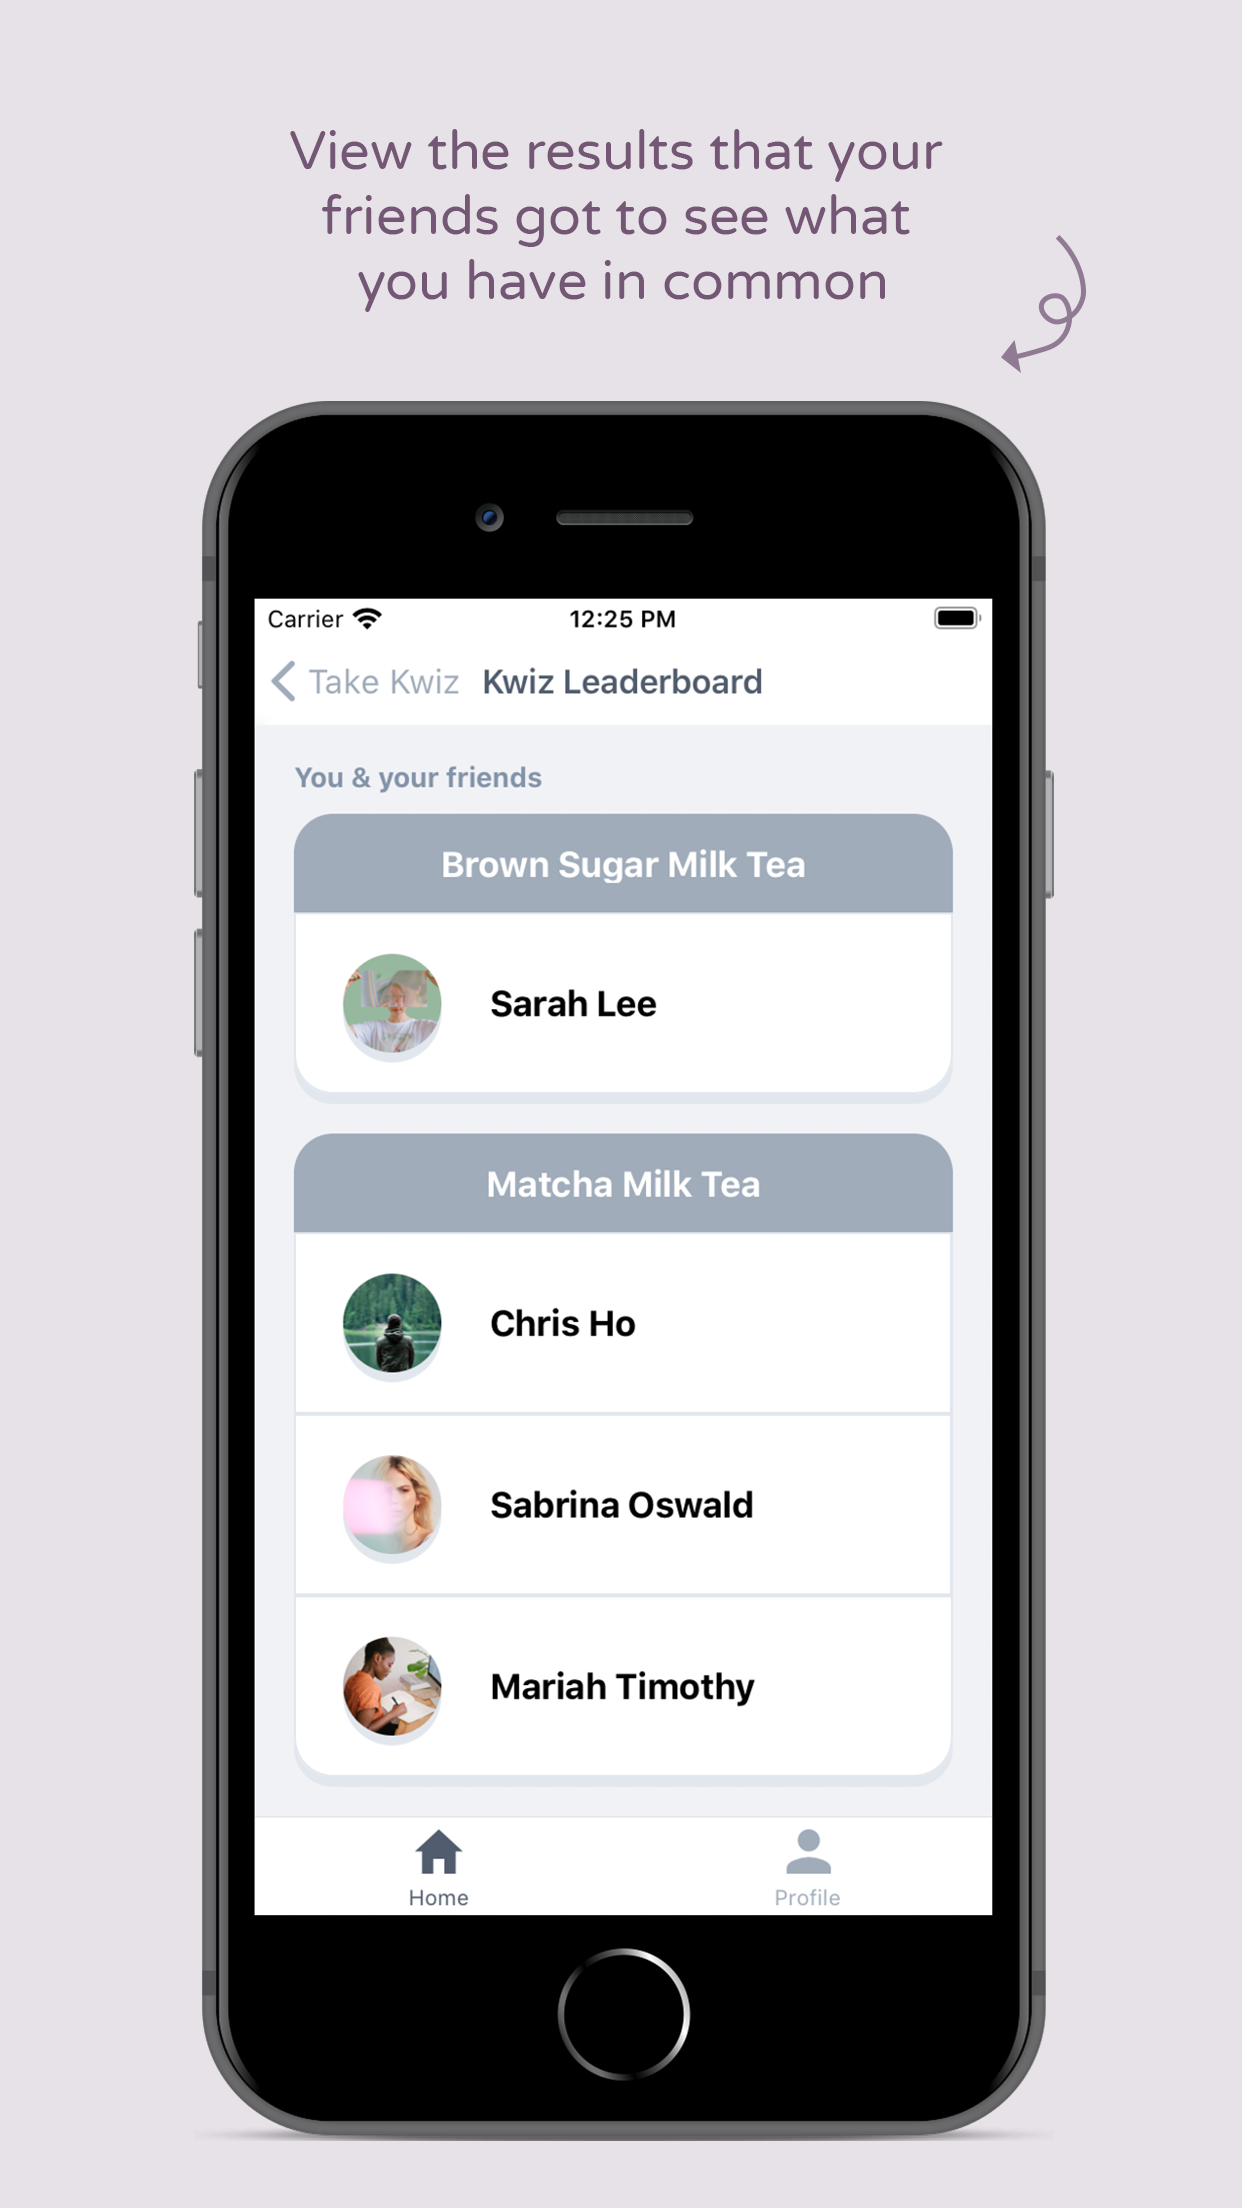 View the results that your
friends got to see what
you have in common
Carrier 12:25 PM
Take Kwiz Kwiz Leaderboard
You & your friends
Brown Sugar Milk Tea
Sarah Lee
Matcha Milk Tea
Chris Ho
Sabrina Oswald
Mariah Timothy
Home Profile